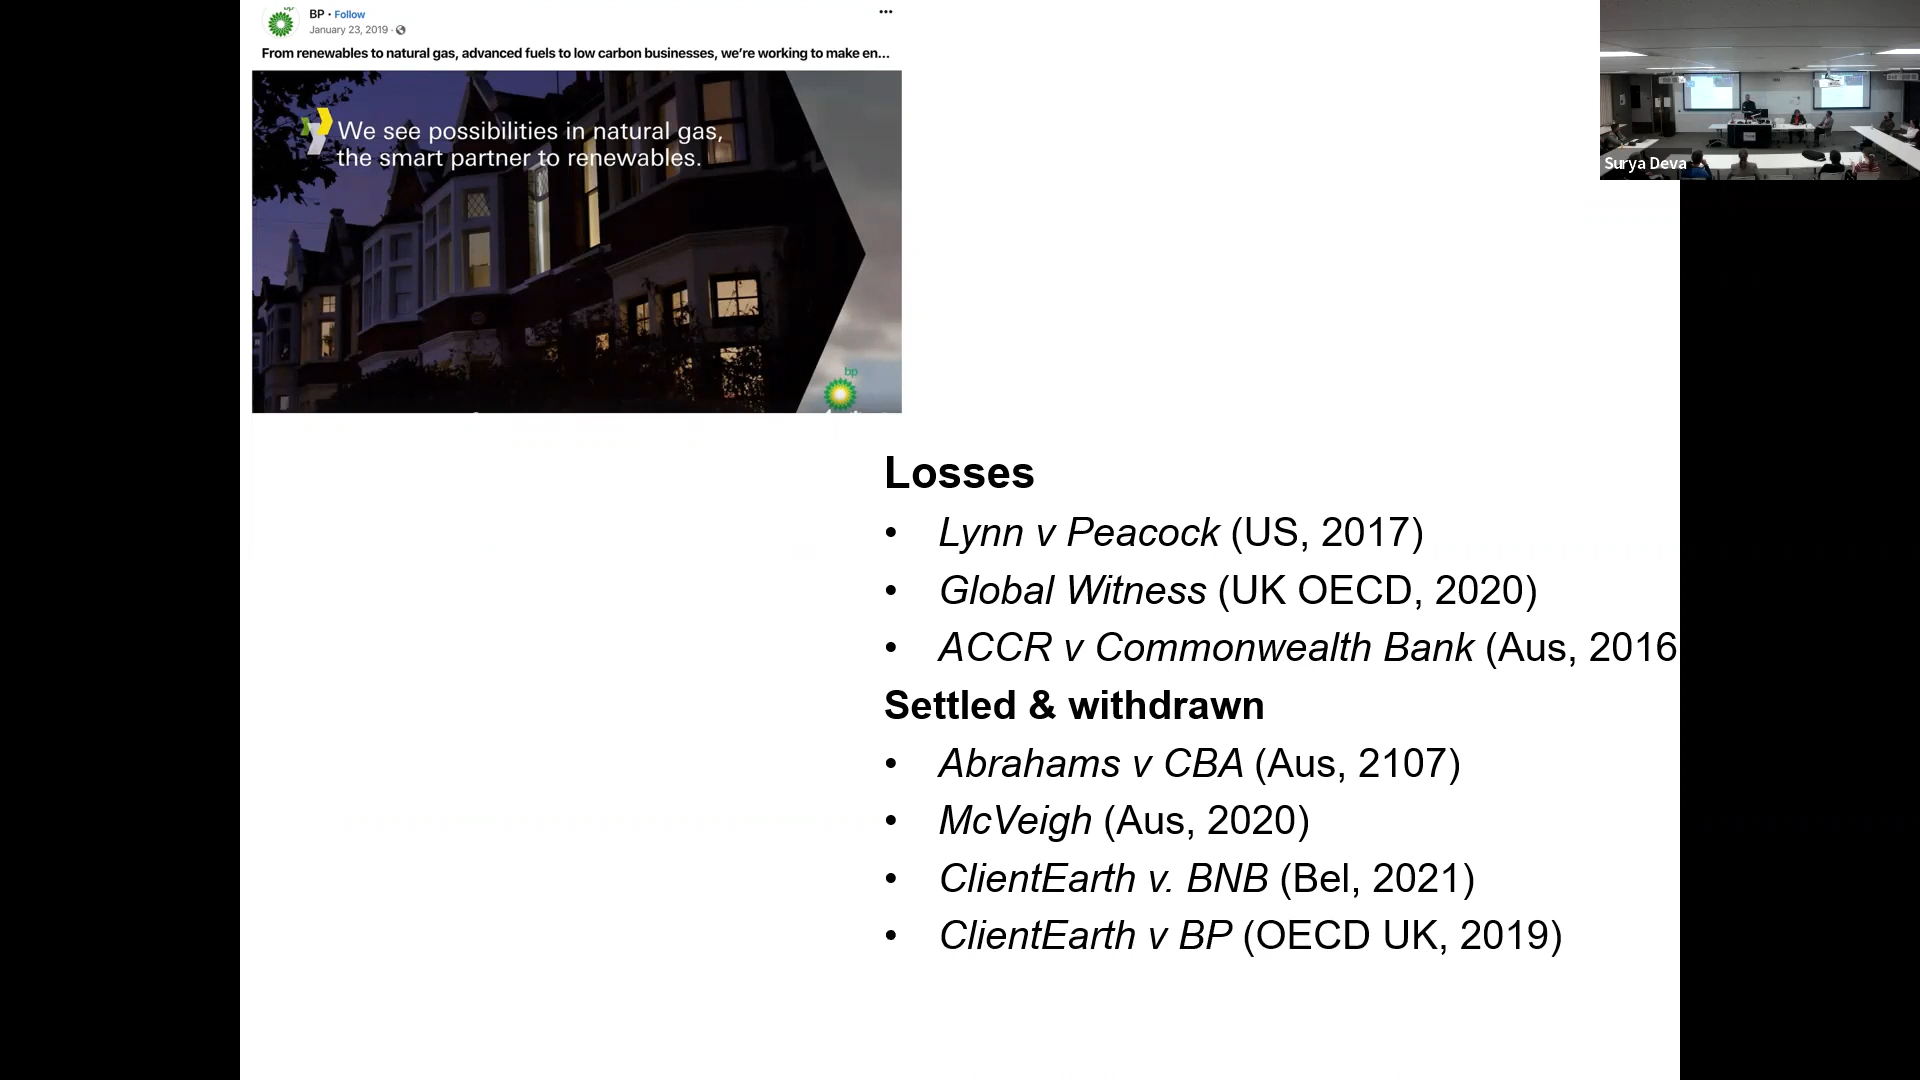 BP · Follow
January 23, 2019 ·
From renewables to natural gas, advanced fuels to low carbon businesses, we’re working to make en...
We see possibilities in natural gas,
the smart partner to renewables.
bp
Surya Deva
Losses
• Lynn v Peacock (US, 2017)
• Global Witness (UK OECD, 2020)
• ACCR v Commonwealth Bank (Aus, 2016
Settled & withdrawn
• Abrahams v CBA (Aus, 2107)
• McVeigh (Aus, 2020)
• ClientEarth v. BNB (Bel, 2021)
• ClientEarth v BP (OECD UK, 2019)